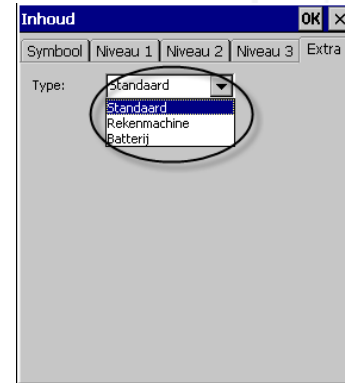 Inhoud OK ×
Symbool Niveau 1 Niveau 2 Niveau 3 Extra
Type: Standaard
Standaard
Rekenmachine
Batterij